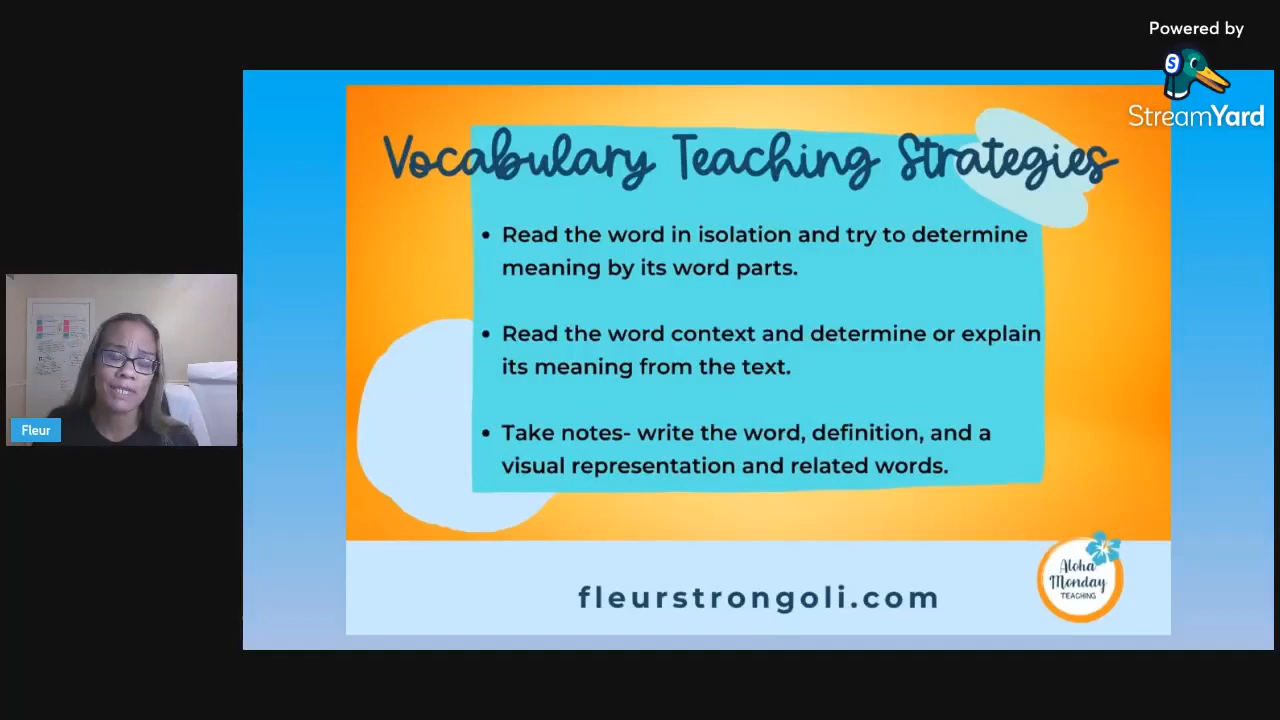 Powered by
StreamYard
Vocabulary Teaching Strategies
• Read the word in isolation and try to determine
meaning by its word parts.
• Read the word context and determine or explain
its meaning from the text.
• Take notes- write the word, definition, and a
visual representation and related words.
Fleur
fleurstrongoli.com
Aloha
Monday
TEACHING